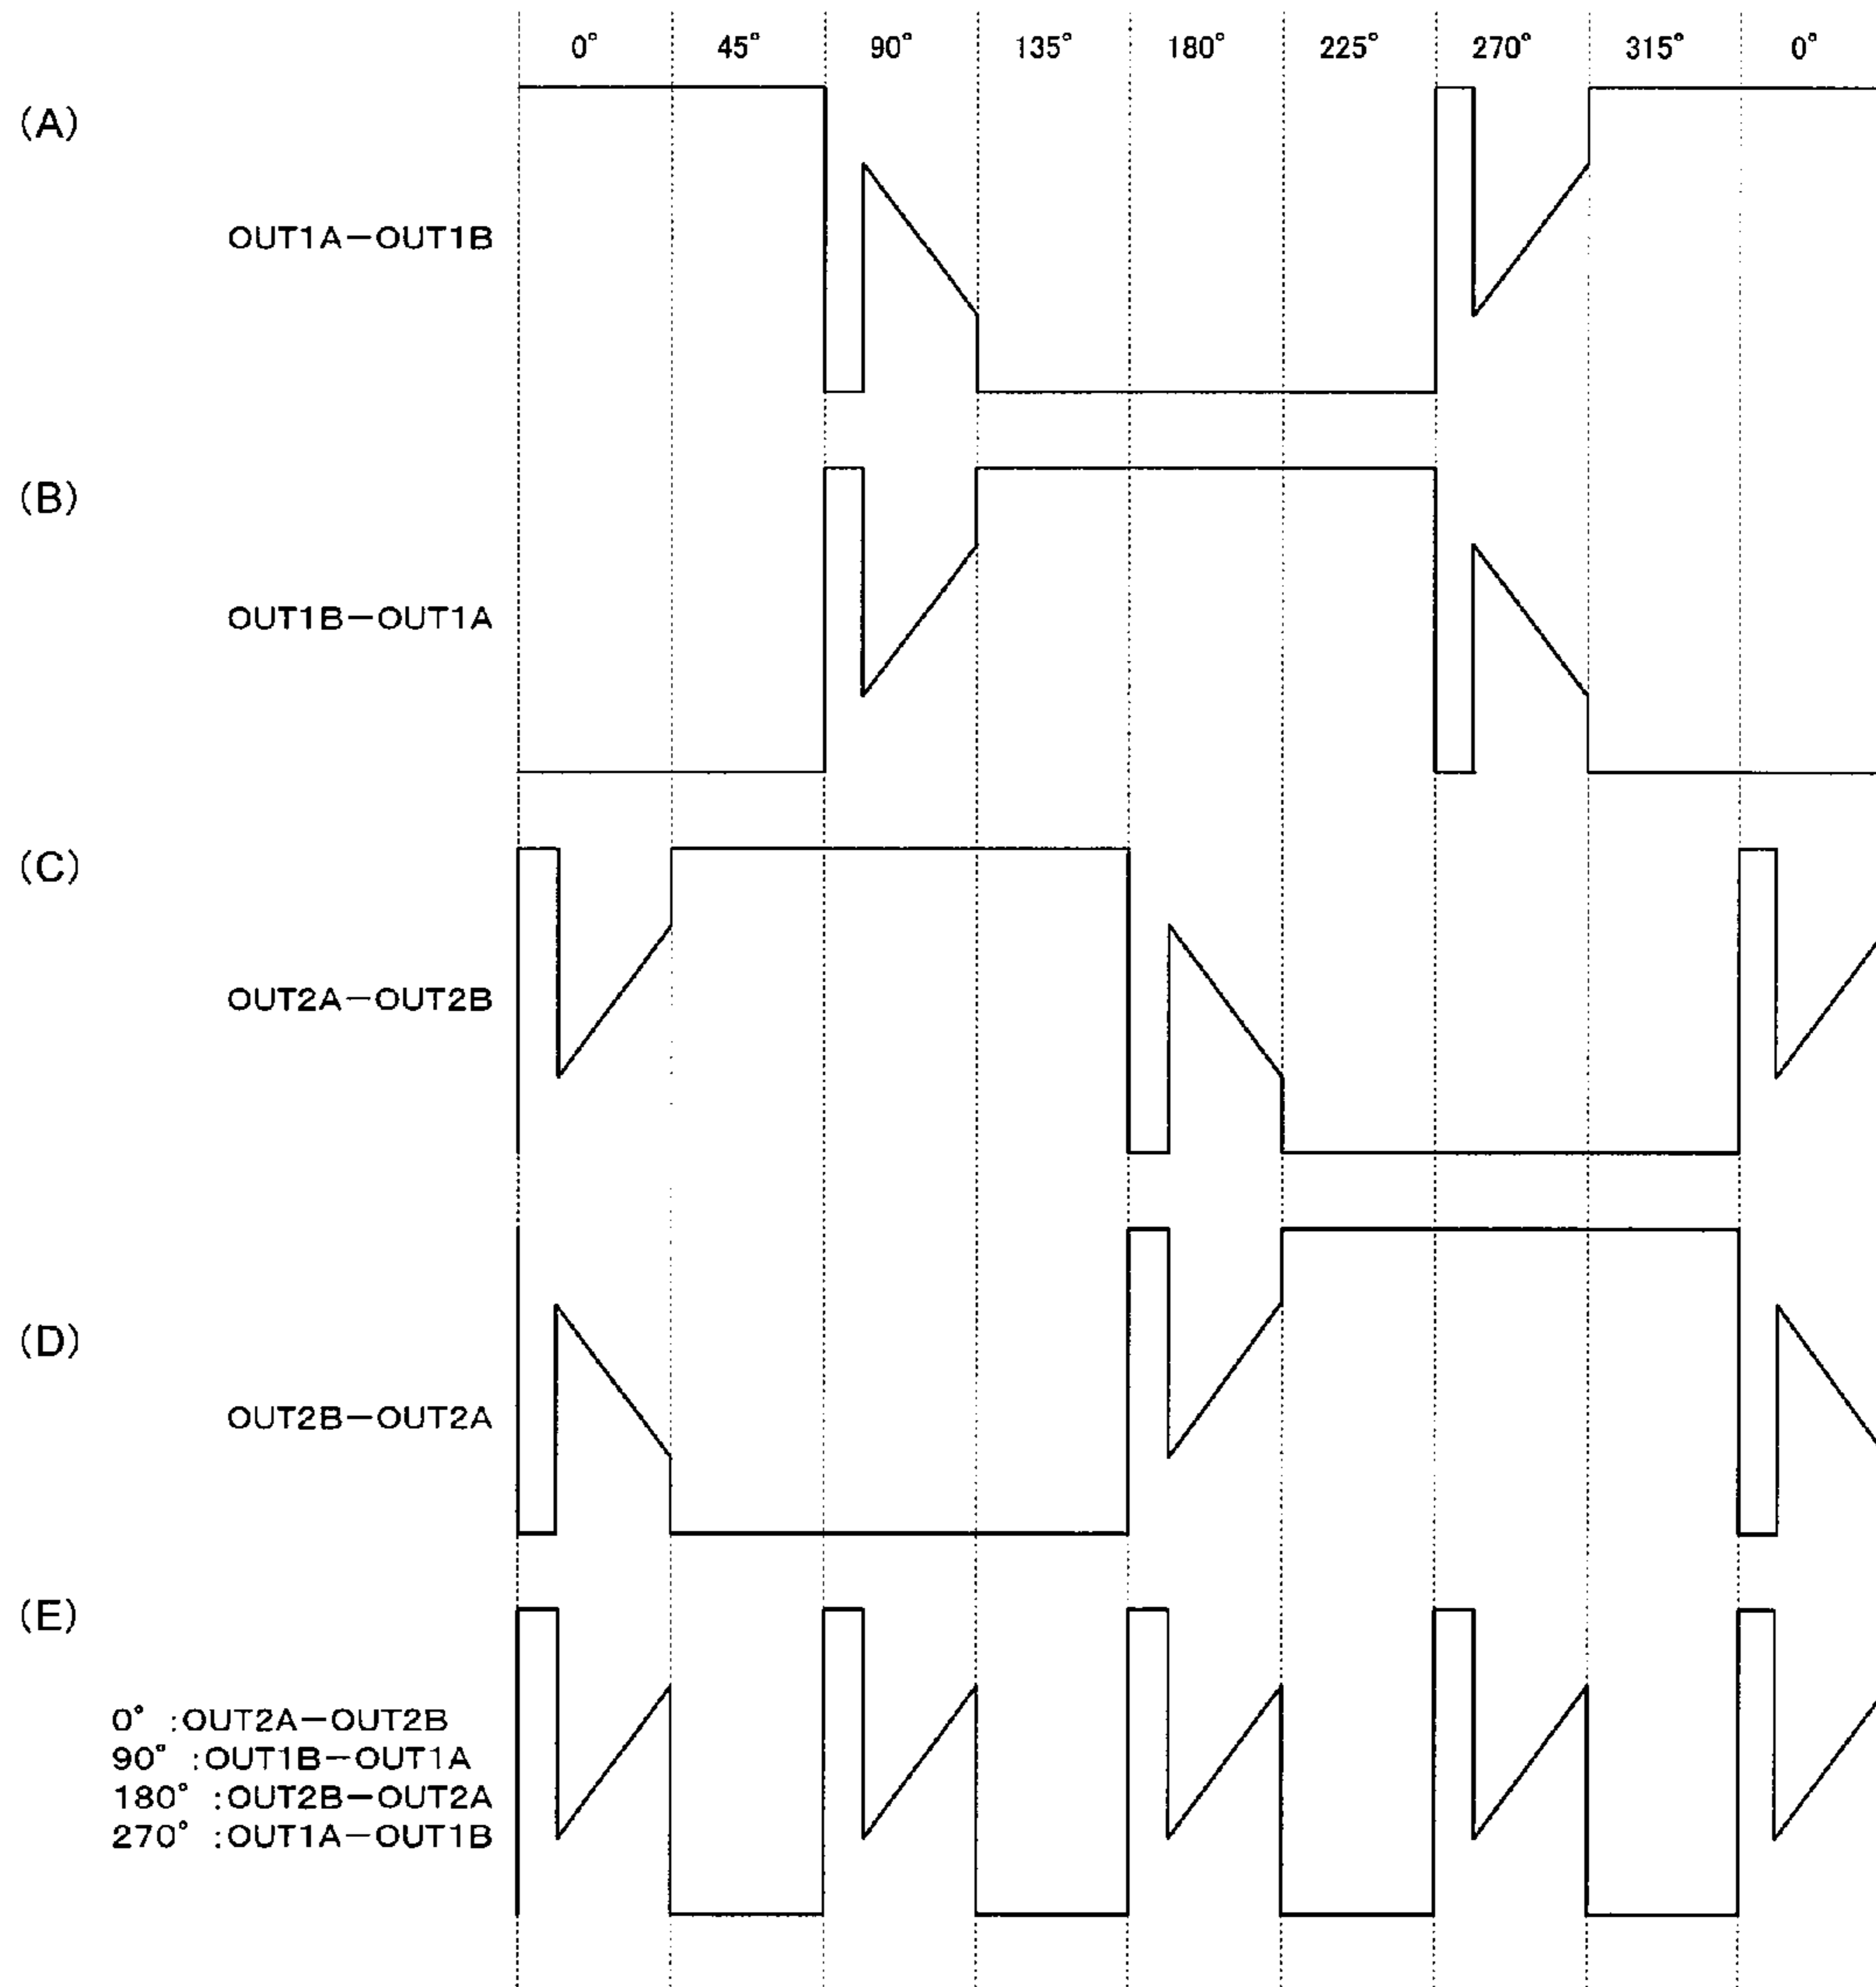 0° 45° 90° 135° 180° 225° 270° 315° 0°
(A)
OUT1A−OUT1B
(B)
OUT1B−OUT1A
(C)
OUT2A−OUT2B
(D)
OUT2B−OUT2A
(E)
0° :OUT2A−OUT2B
90° :OUT1B−OUT1A
180° :OUT2B−OUT2A
270° :OUT1A−OUT1B